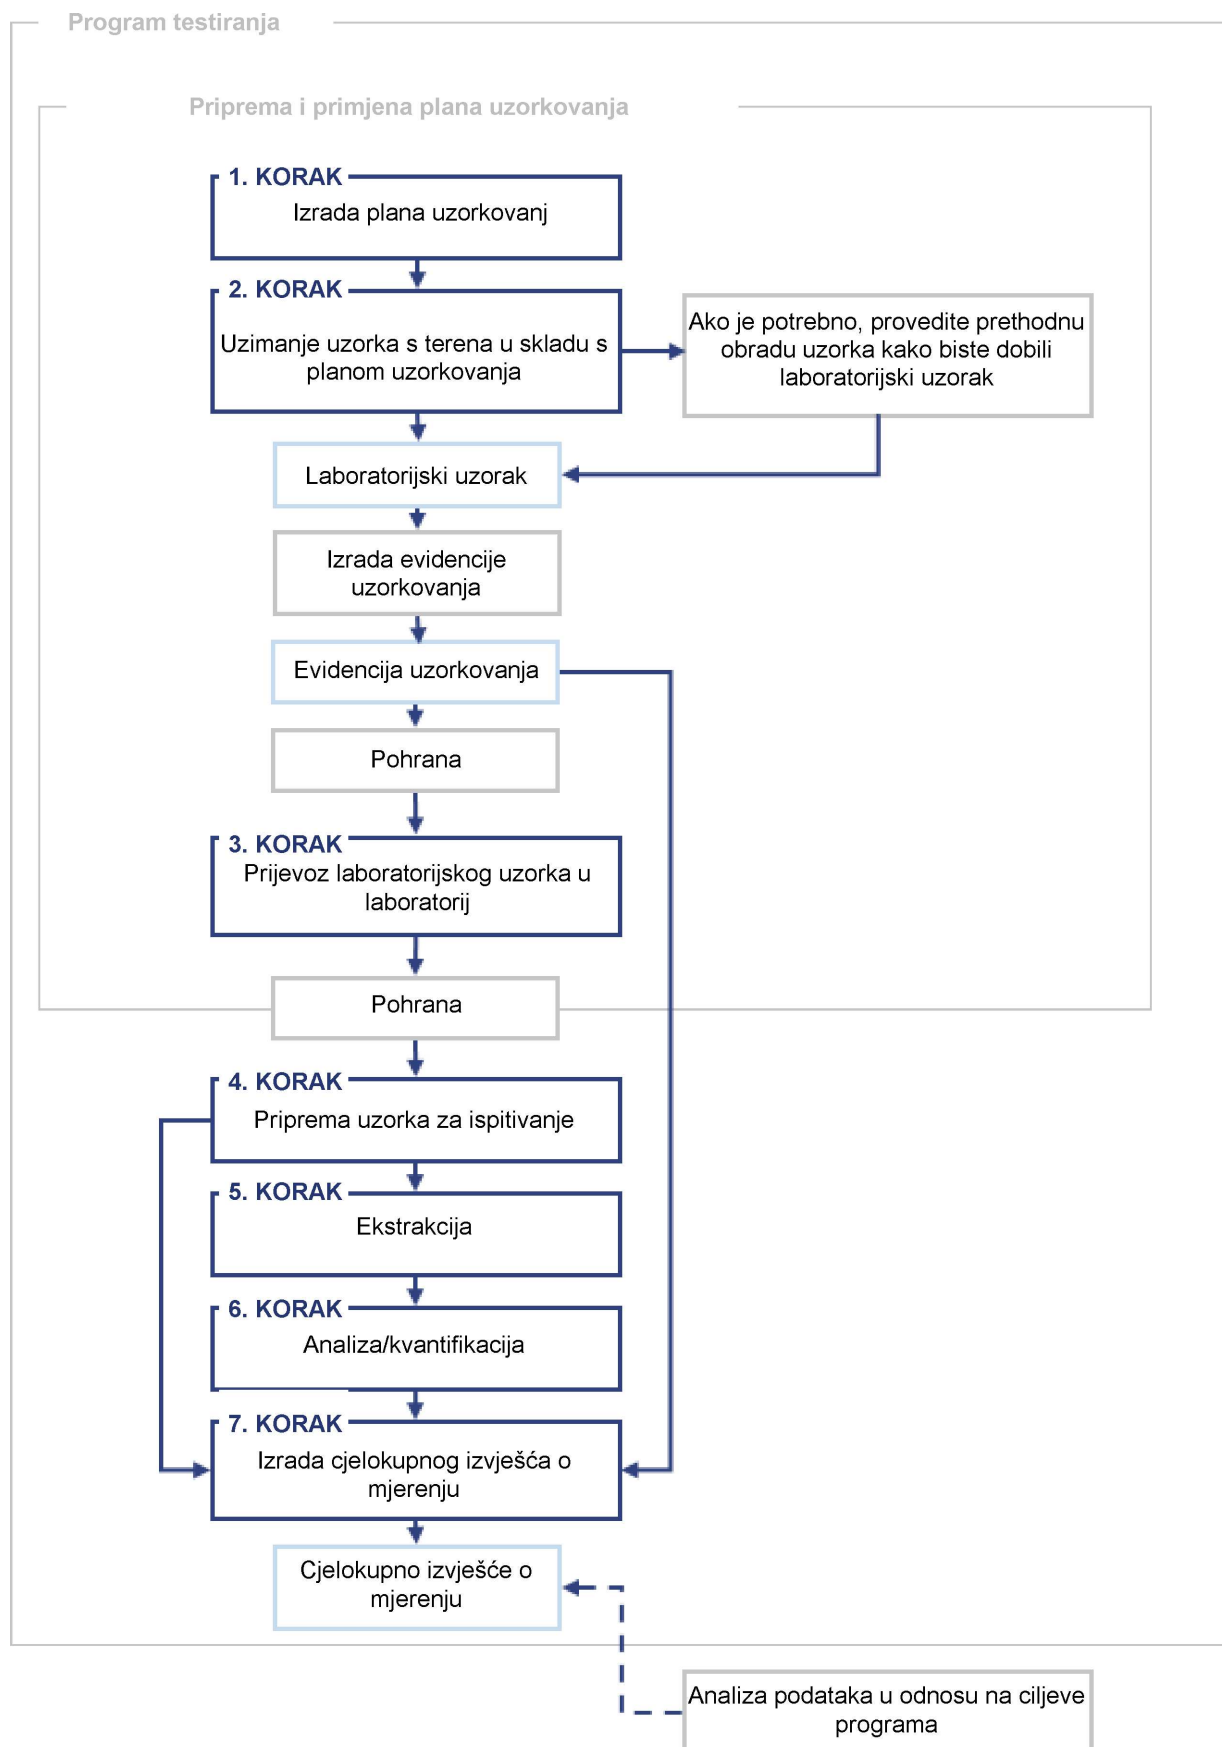 Program testiranja
Priprema i primjena plana uzorkovanja
1. KORAK
Izrada plana uzorkovanj
2. KORAK
Uzimanje uzorka s terena u skladu s
planom uzorkovanja
Ako je potrebno, provedite prethodnu
obradu uzorka kako biste dobili
laboratorijski uzorak
Laboratorijski uzorak
Izrada evidencije
uzorkovanja
Evidencija uzorkovanja
Pohrana
3. KORAK
Prijevoz laboratorijskog uzorka u
laboratorij
Pohrana
4. KORAK
Priprema uzorka za ispitivanje
5. KORAK
Ekstrakcija
6. KORAK
Analiza/kvantifikacija
7. KORAK
Izrada cjelokupnog izvješća o
mjerenju
Cjelokupno izvješće o
mjerenju
Analiza podataka u odnosu na ciljeve
programa